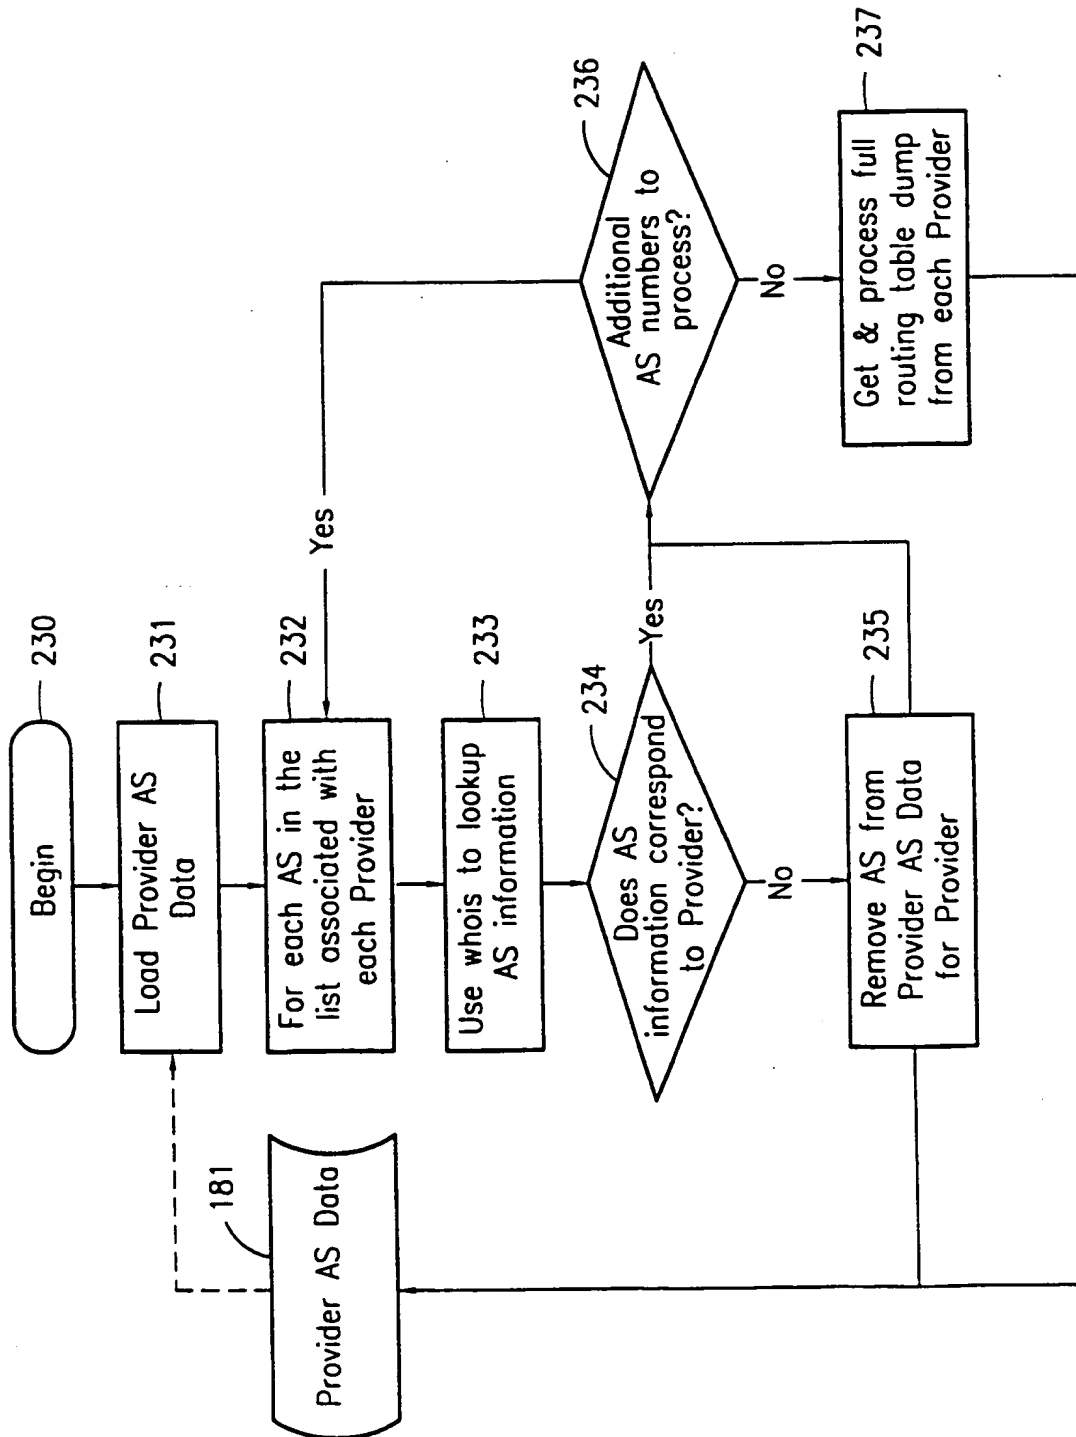 Begin
230
Load Provider AS
Data
231
For each AS in the
list associated with
each Provider
232
Use whois to lookup
AS information
233
Does AS
information correspond
to Provider?
234
Yes
No
Remove AS from
Provider AS Data
for Provider
235
Additional
AS numbers to
process?
236
Yes
No
Get & process full
routing table dump
from each Provider
237
Provider AS Data
181